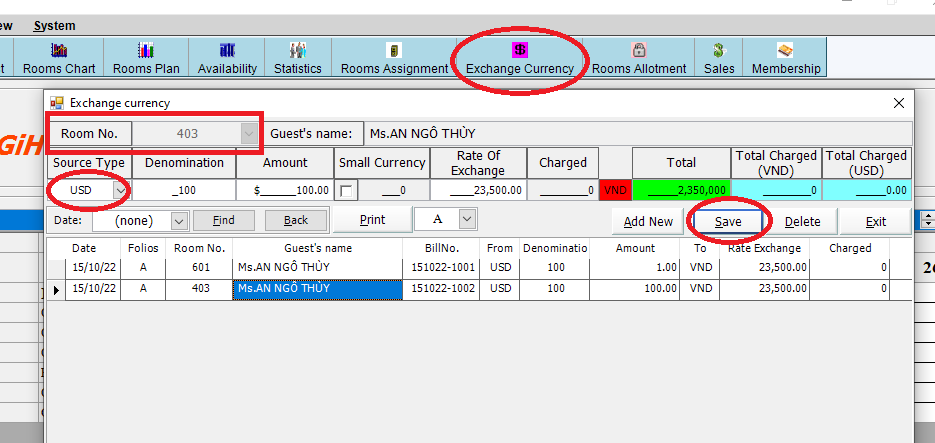 ew System
t Rooms Chart Rooms Plan Availability Statistics Rooms Assignment Exchange Currency Rooms Allotment Sales Membership
Exchange currency
GiH
Room No. 403 Guest's name: Ms.AN NGÔ THÙY
Source Type Denomination Amount Small Currency Rate Of Exchange Charged Total Total Charged (VND) Total Charged (USD)
USD _100 $______100.00 ___0 ___23,500.00 ______0 VND 2,350,000 0 0.00
Date: (none) Find Back Print A Add New Save Delete Exit
Date Folios Room No. Guest's name BillNo. From Denominatio Amount To Rate Exchange Charged
15/10/22 A 601 Ms.AN NGÔ THÙY 151022-1001 USD 100 1.00 VND 23,500.00 0
15/10/22 A 403 Ms.AN NGÔ THÙY 151022-1002 USD 100 100.00 VND 23,500.00 0